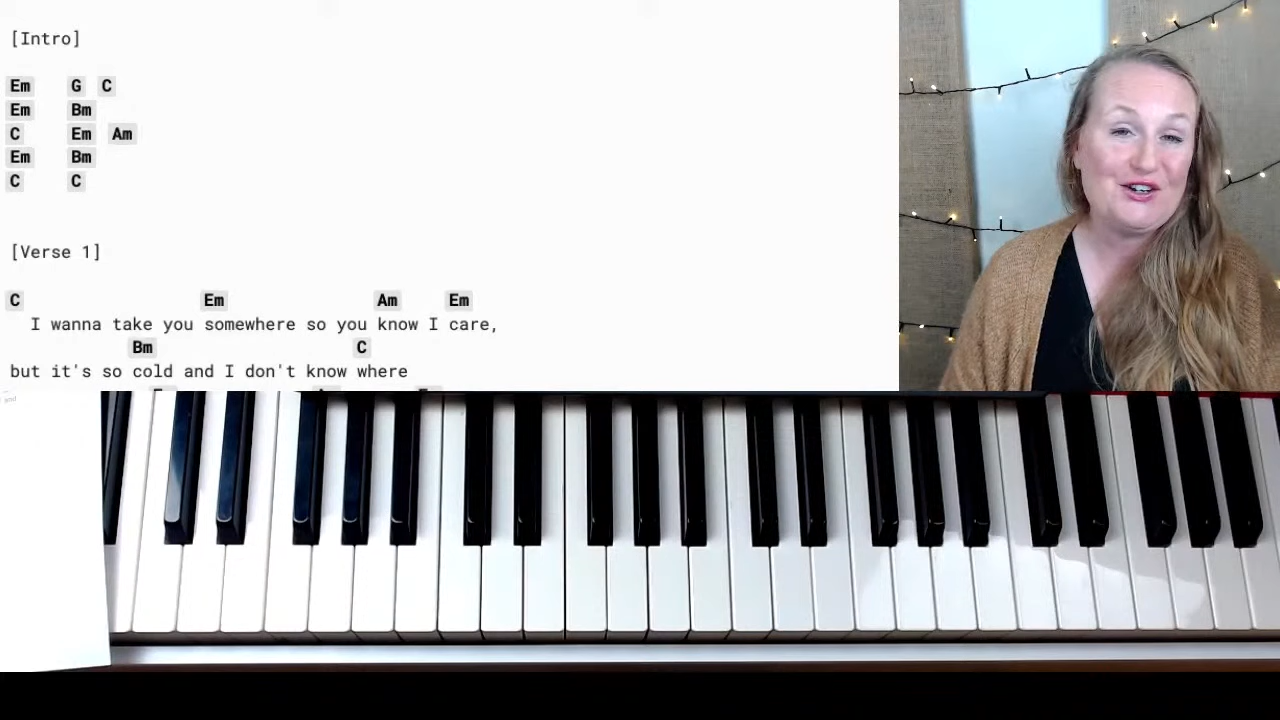 [Intro]
Em G C
Em Bm
C Em Am
Em Bm
C C
[Verse 1]
C Em Am Em
I wanna take you somewhere so you know I care,
Bm C
but it's so cold and I don't know where